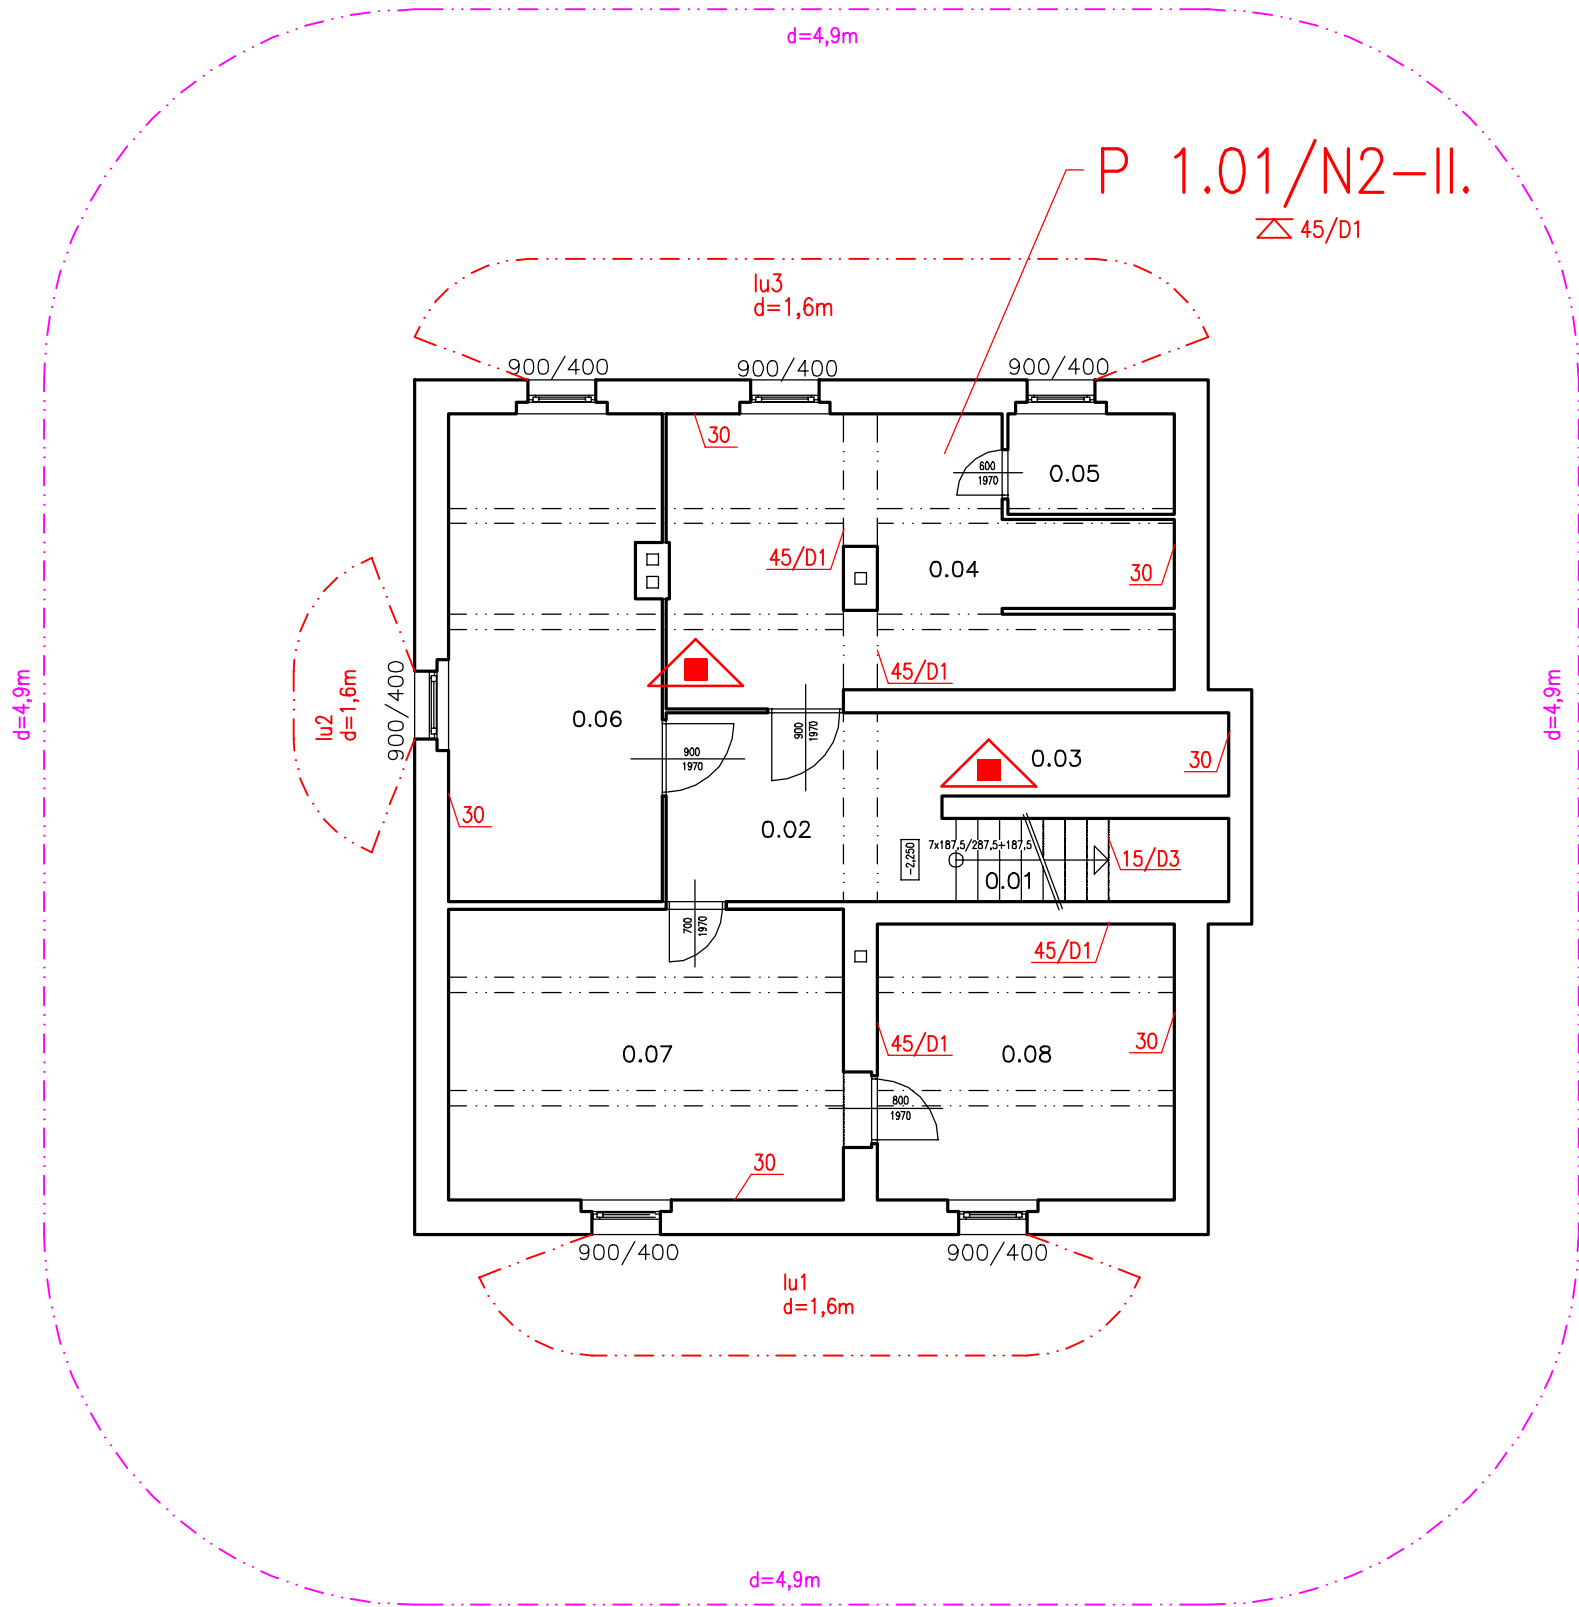 d=4,9m
P 1.01/N2-II.
45/D1
lu3
d=1,6m
900/400
900/400
900/400
30
600
1970
0.05
45/D1
0.04
30
45/D1
d=4,9m
lu2
d=1,6m
900/400
0.06
900
1970
900
1970
0.03
30
d=4,9m
30
0.02
-2,250
7x187,5/287,5+187,5
0.01
15/D3
700
1970
45/D1
0.07
45/D1
0.08
30
800
1970
30
900/400
900/400
lu1
d=1,6m
d=4,9m